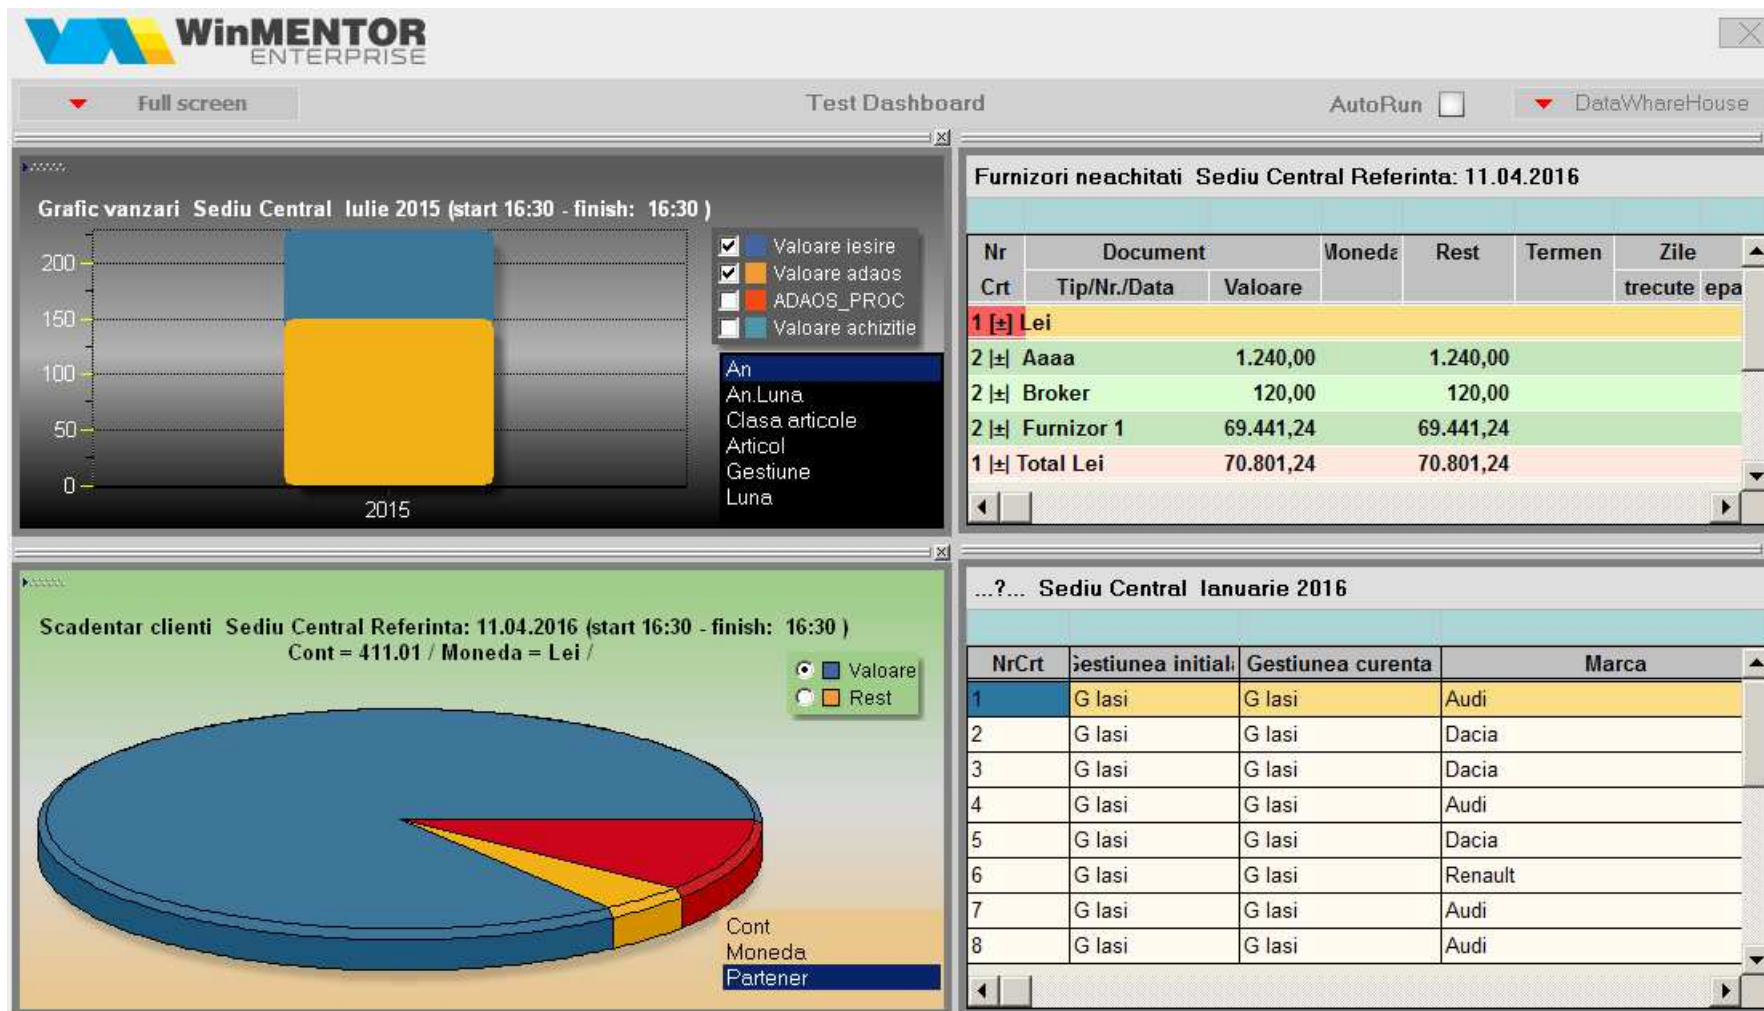 WinMENTOR
ENTERPRISE
Full screen
Test Dashboard
AutoRun
DataWhareHouse
Grafic vanzari Sediu Central Iulie 2015 (start 16:30 - finish: 16:30 )
200
150
100
50
0
2015
Valoare iesire
Valoare adaos
ADAOS_PROC
Valoare achizitie
An
An.Luna
Clasa articole
Articol
Gestiune
Luna
Furnizori neachitati Sediu Central Referinta: 11.04.2016
Nr Document Moneda Rest Termen Zile
Crt Tip/Nr./Data Valoare trecute epa
1 [±] Lei
2 |±| Aaaa 1.240,00 1.240,00
2 |±| Broker 120,00 120,00
2 |±| Furnizor 1 69.441,24 69.441,24
1 |±| Total Lei 70.801,24 70.801,24
Scadentar clienti Sediu Central Referinta: 11.04.2016 (start 16:30 - finish: 16:30 )
Cont = 411.01 / Moneda = Lei /
Valoare
Rest
Cont
Moneda
Partener
...?... Sediu Central Ianuarie 2016
NrCrt Gestiunea initiala Gestiunea curenta Marca
1 G Iasi G Iasi Audi
2 G Iasi G Iasi Dacia
3 G Iasi G Iasi Dacia
4 G Iasi G Iasi Audi
5 G Iasi G Iasi Dacia
6 G Iasi G Iasi Renault
7 G Iasi G Iasi Audi
8 G Iasi G Iasi Audi